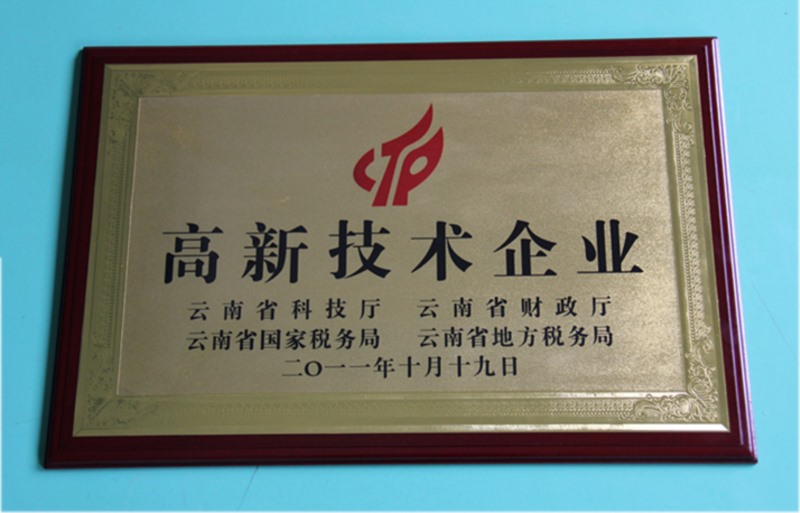 CTP
高新技术企业
云南省科技厅 云南省财政厅
云南省国家税务局 云南省地方税务局
二〇一一年十月十九日